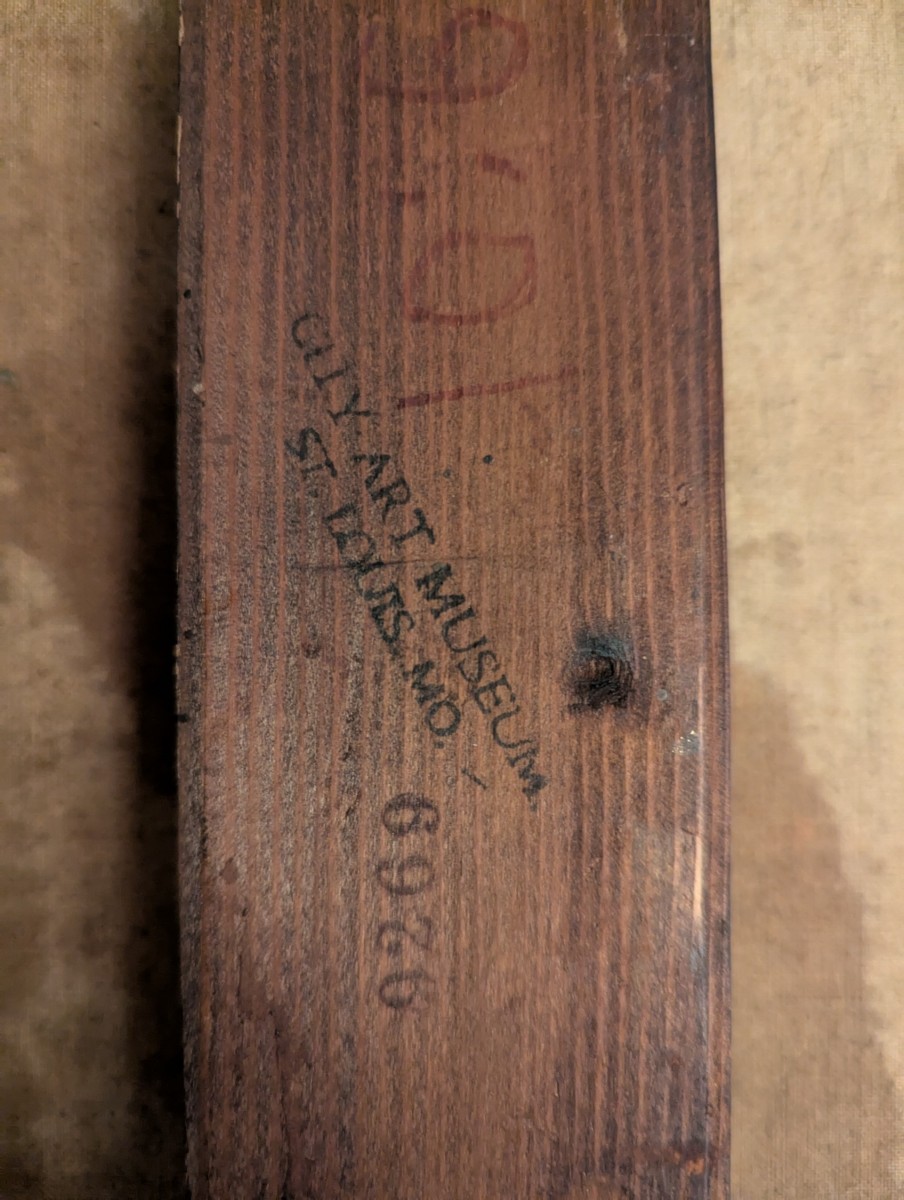 CITY ART MUSEUM.
ST. LOUIS, MO.
6926